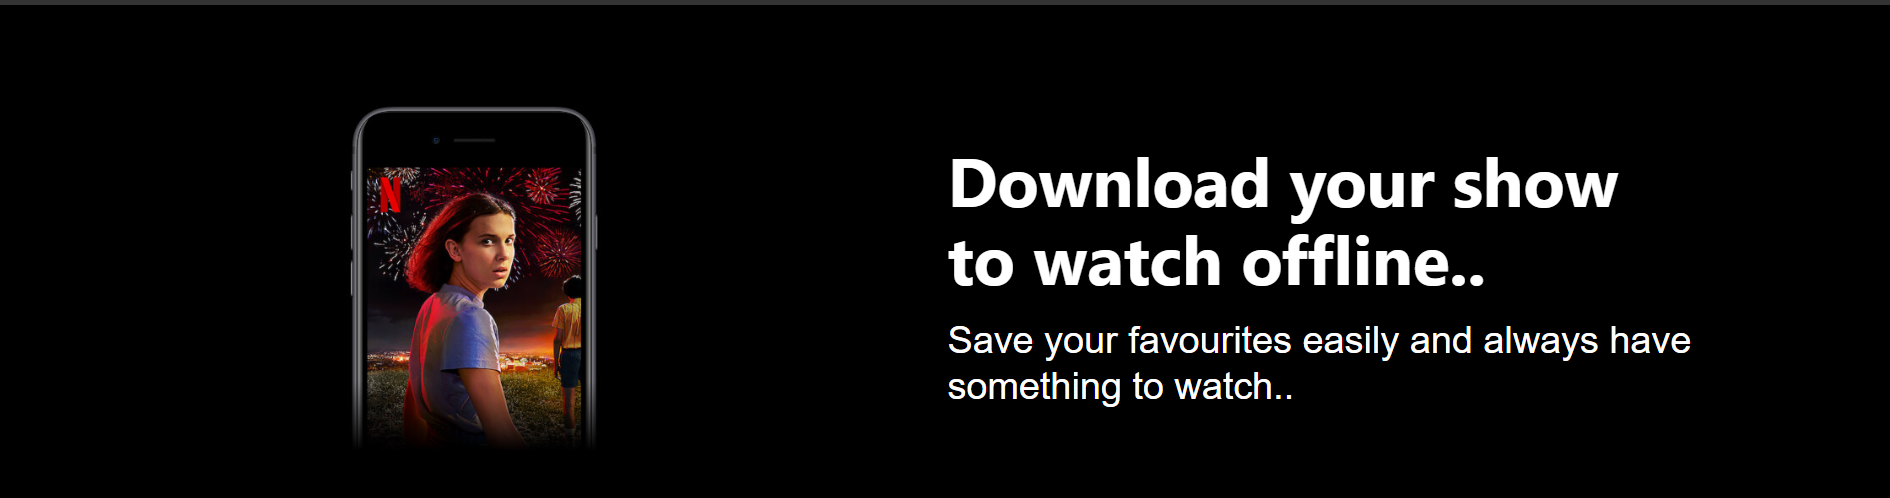 N
Download your show
to watch offline..
Save your favourites easily and always have
something to watch..